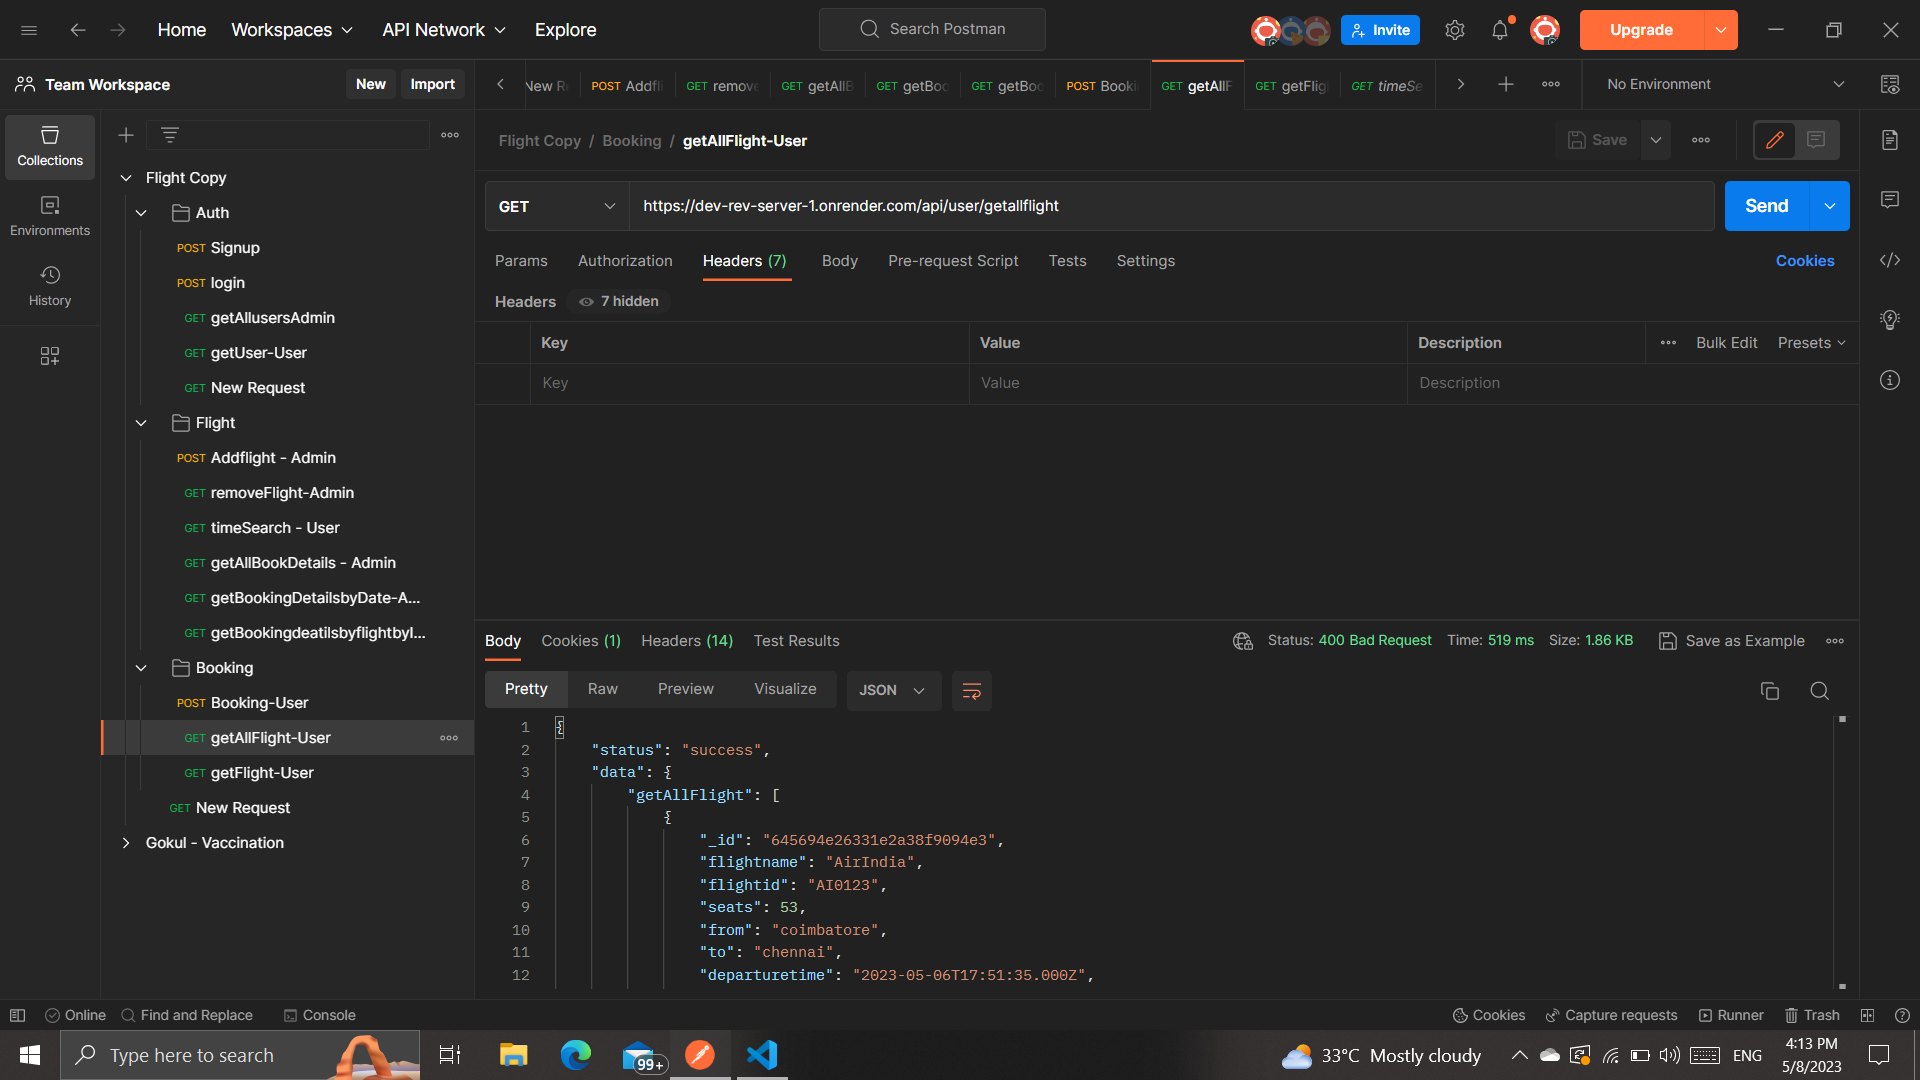 Home
Workspaces
API Network
Explore
Search Postman
Invite
Upgrade
Team Workspace
New
Import
New R
POST Addfli
GET remove
GET getAllB
GET getBoo
GET getBoo
POST Booki
GET getAllF
GET getFlig
GET timeSe
No Environment
Collections
Environments
History
Flight Copy
Auth
POST Signup
POST login
GET getAllusersAdmin
GET getUser-User
GET New Request
Flight
POST Addflight - Admin
GET removeFlight-Admin
GET timeSearch - User
GET getAllBookDetails - Admin
GET getBookingDetailsbyDate-A...
GET getBookingdeatilsbyflightbyI...
Booking
POST Booking-User
GET getAllFlight-User
GET getFlight-User
GET New Request
Gokul - Vaccination
Flight Copy / Booking / getAllFlight-User
Save
GET
https://dev-rev-server-1.onrender.com/api/user/getallflight
Send
Params
Authorization
Headers (7)
Body
Pre-request Script
Tests
Settings
Cookies
Headers
7 hidden
Key
Value
Description
Bulk Edit
Presets
Key
Value
Description
Body
Cookies (1)
Headers (14)
Test Results
Status: 400 Bad Request
Time: 519 ms
Size: 1.86 KB
Save as Example
Pretty
Raw
Preview
Visualize
JSON
1 {
2 "status": "success",
3 "data": {
4 "getAllFlight": [
5 {
6 "_id": "645694e26331e2a38f9094e3",
7 "flightname": "AirIndia",
8 "flightid": "AI0123",
9 "seats": 53,
10 "from": "coimbatore",
11 "to": "chennai",
12 "departuretime": "2023-05-06T17:51:35.000Z",
Online
Find and Replace
Console
Cookies
Capture requests
Runner
Trash
Type here to search
99+
33°C Mostly cloudy
ENG
4:13 PM
5/8/2023